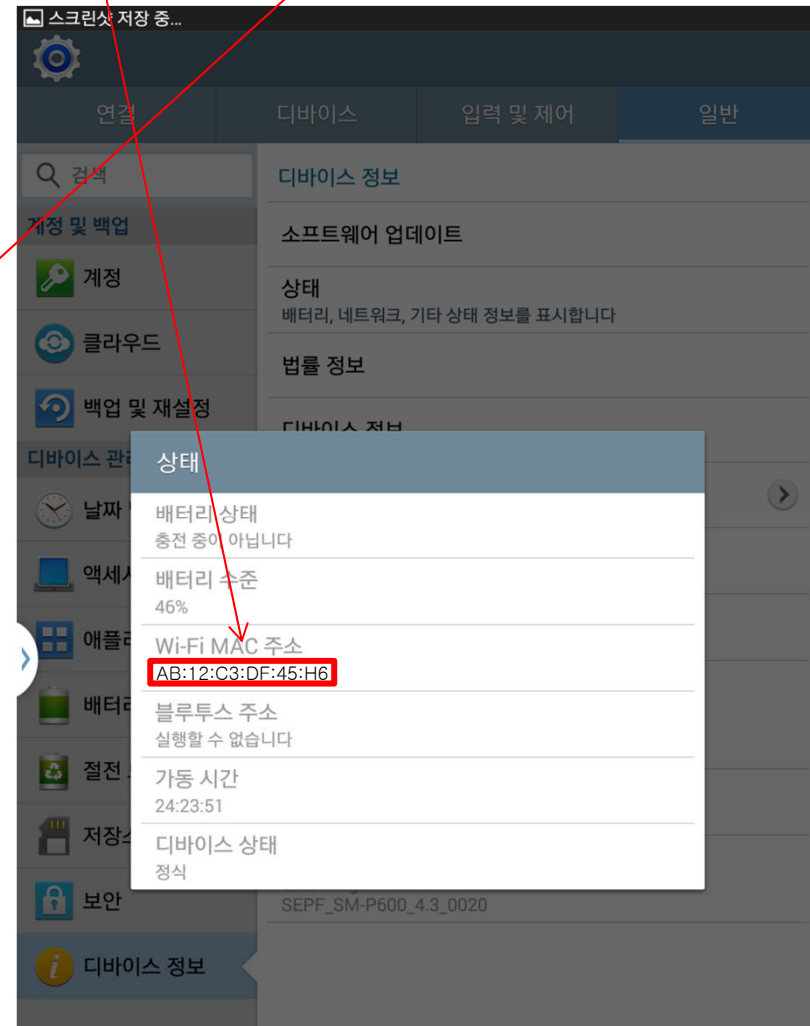 스크린샷 저장 중...
연결
디바이스
입력 및 제어
일반
검색
계정 및 백업
계정
클라우드
백업 및 재설정
디바이스 관
날짜
액세
애플리
배터리
절전
저장소
보안
디바이스 정보
디바이스 정보
소프트웨어 업데이트
상태
배터리, 네트워크, 기타 상태 정보를 표시합니다
법률 정보
디바이스 정보
상태
배터리 상태
충전 중이 아닙니다
배터리 수준
46%
Wi-Fi MAC 주소
AB:12:C3:DF:45:H6
블루투스 주소
실행할 수 없습니다
가동 시간
24:23:51
디바이스 상태
정식
SEPF_SM-P600_4.3_0020